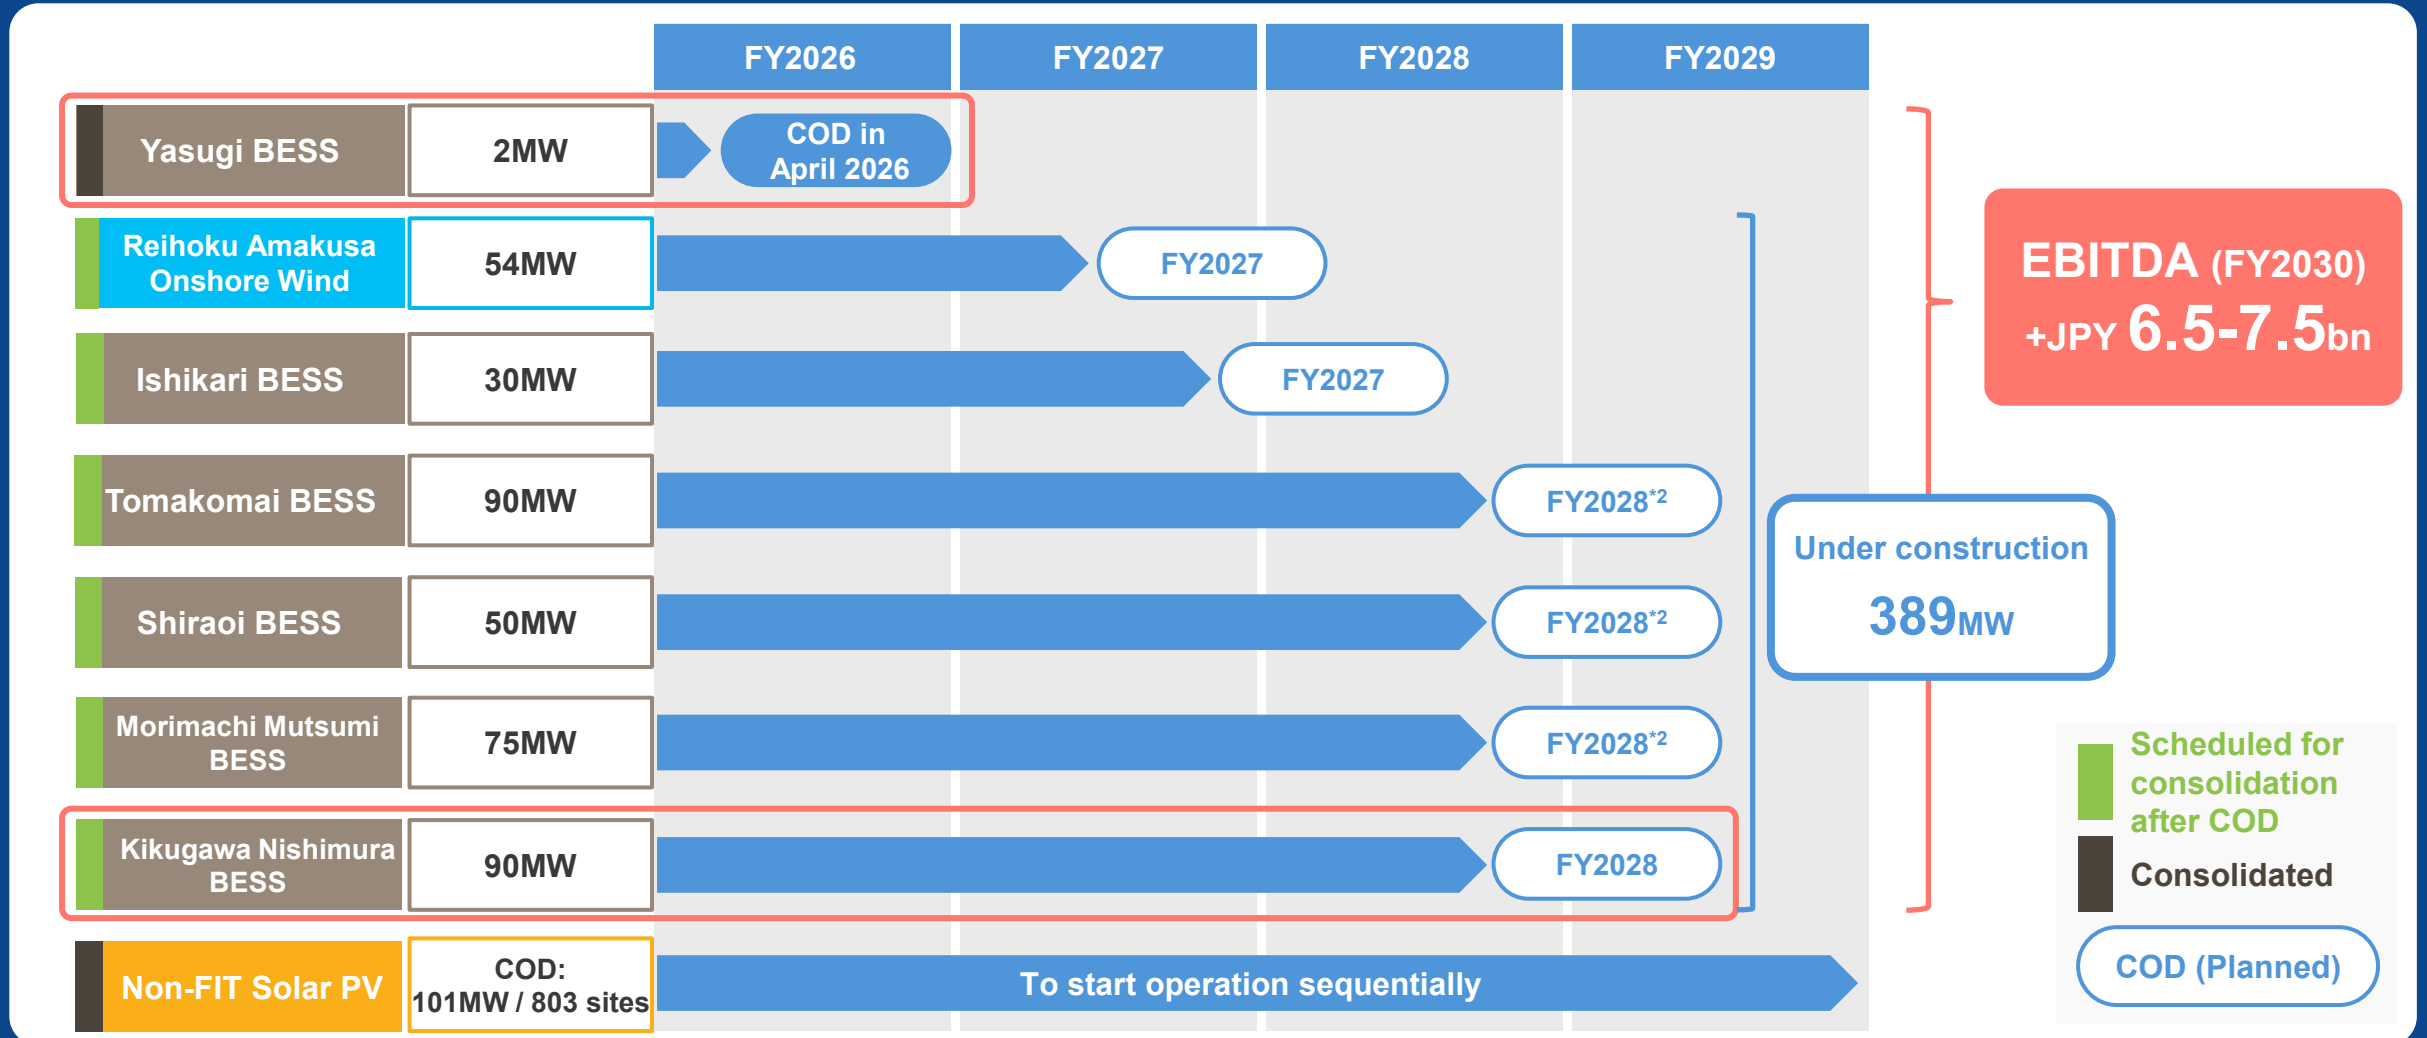 FY2026
FY2027
FY2028
FY2029
Yasugi BESS
2MW
COD in
April 2026
Reihoku Amakusa
Onshore Wind
54MW
FY2027
Ishikari BESS
30MW
FY2027
Tomakomai BESS
90MW
FY2028*2
Shiraoi BESS
50MW
FY2028*2
Morimachi Mutsumi
BESS
75MW
FY2028*2
Kikugawa Nishimura
BESS
90MW
FY2028
Non-FIT Solar PV
COD:
101MW / 803 sites
To start operation sequentially
EBITDA (FY2030)
+JPY 6.5-7.5bn
Under construction
389MW
Scheduled for
consolidation
after COD
Consolidated
COD (Planned)